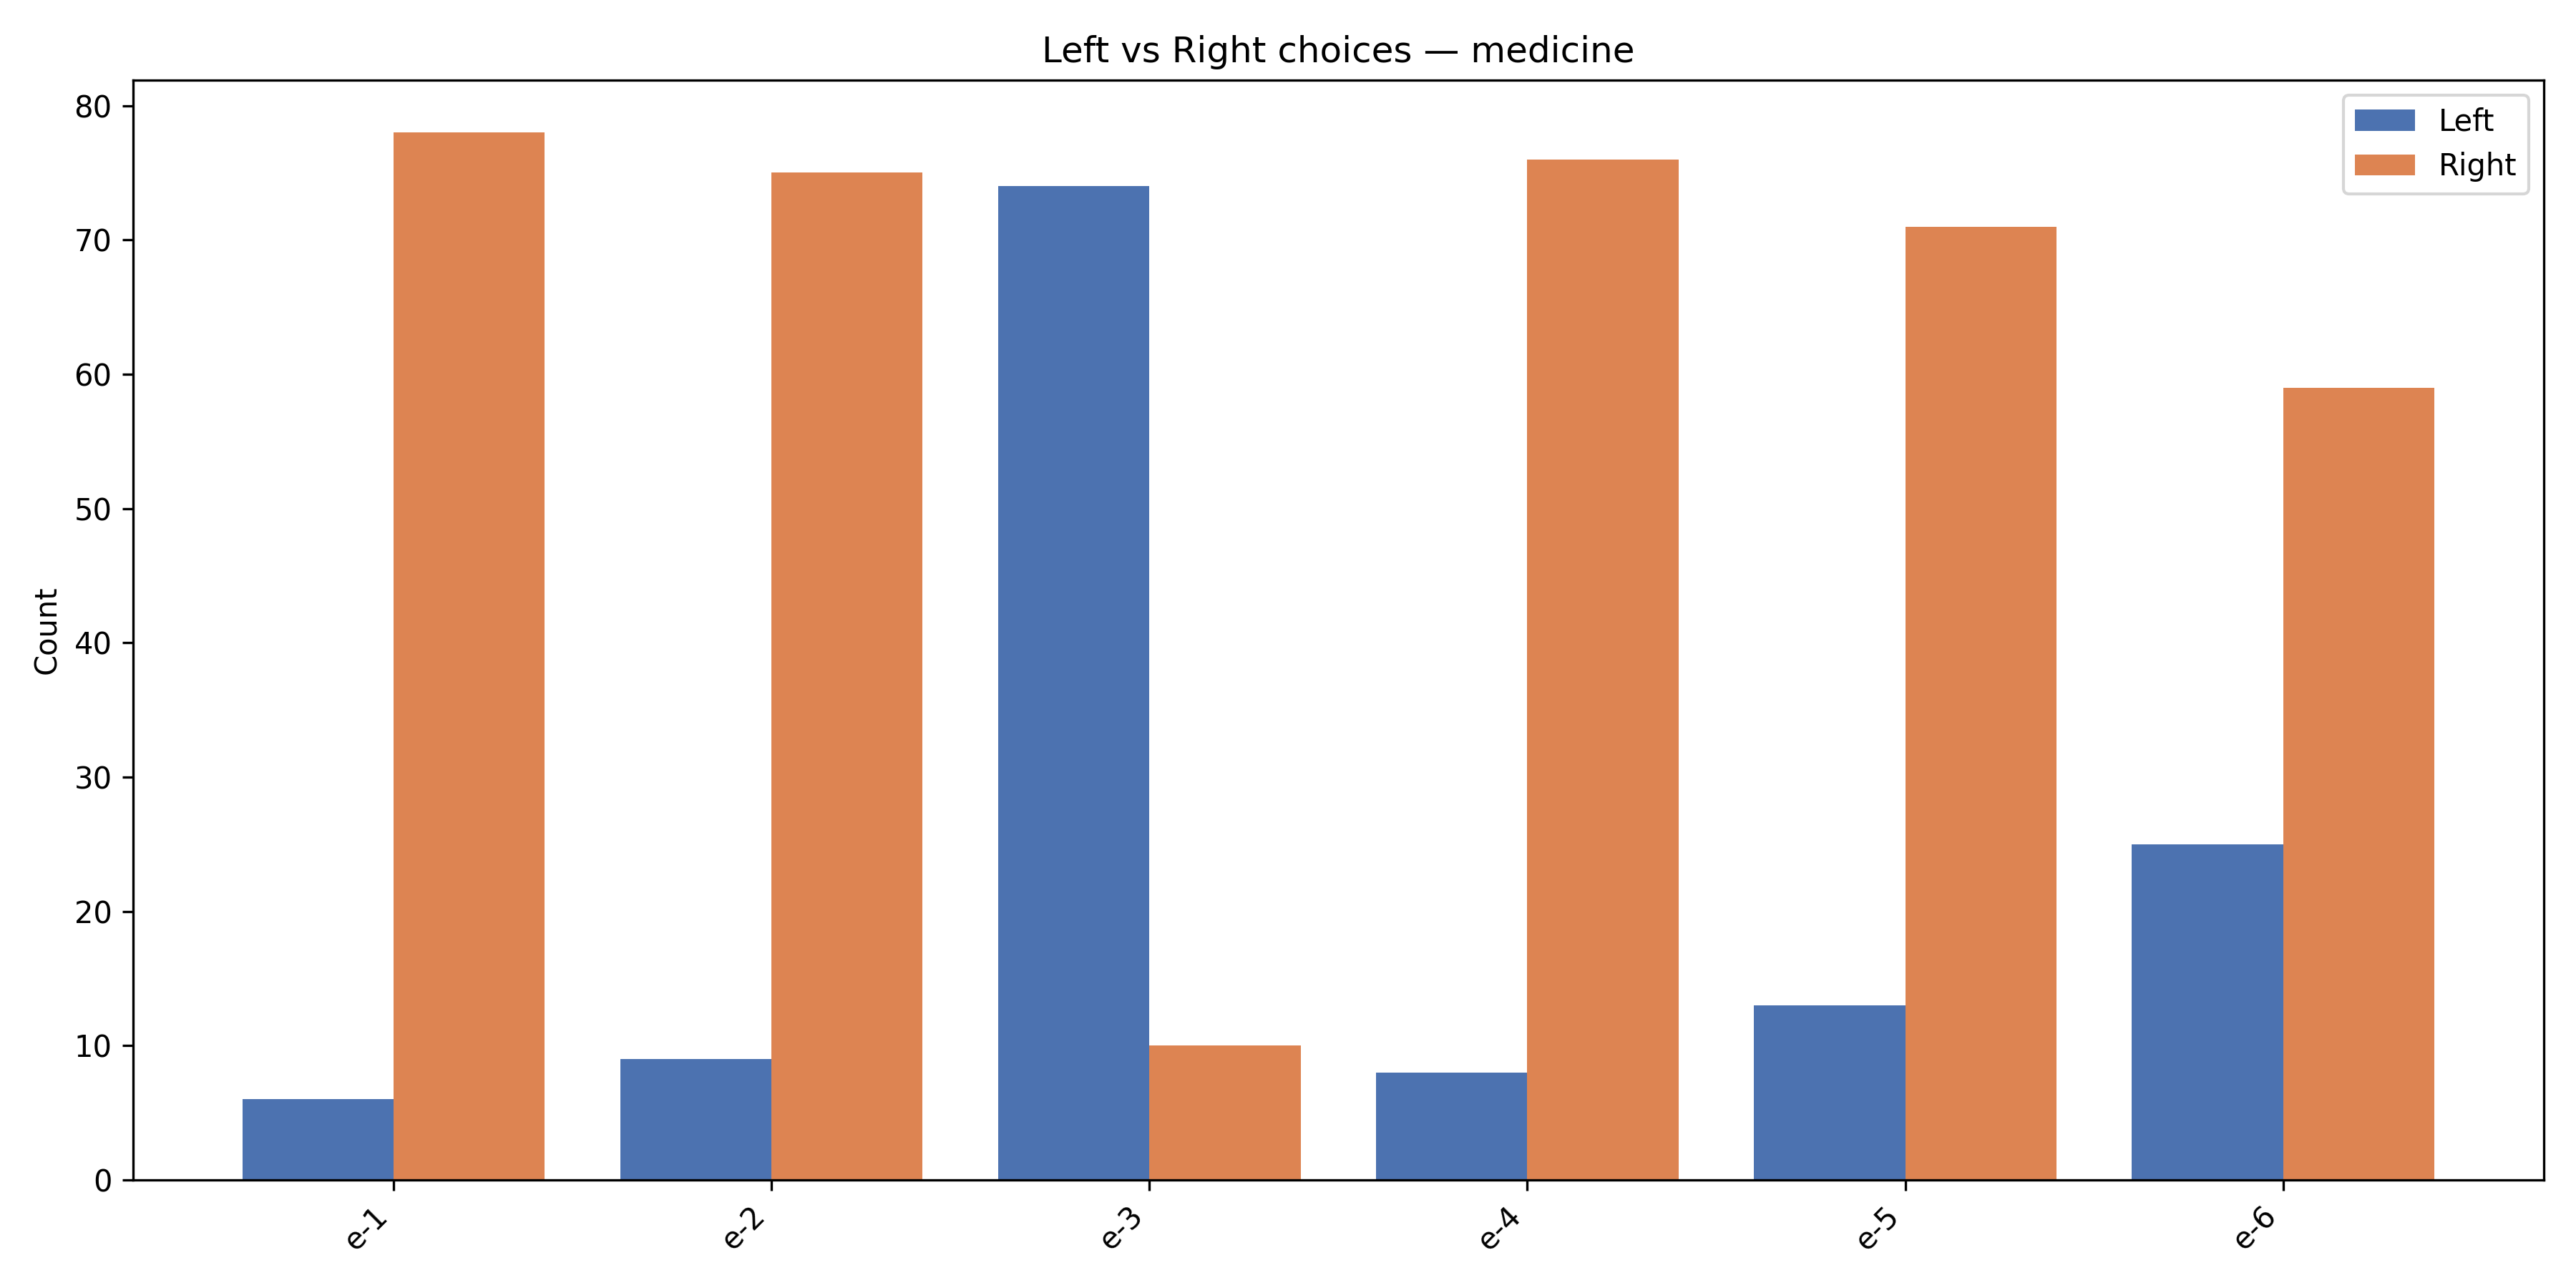 Left vs Right choices — medicine
Left
Right
Count
80
70
60
50
40
30
20
10
0
e-1
e-2
e-3
e-4
e-5
e-6